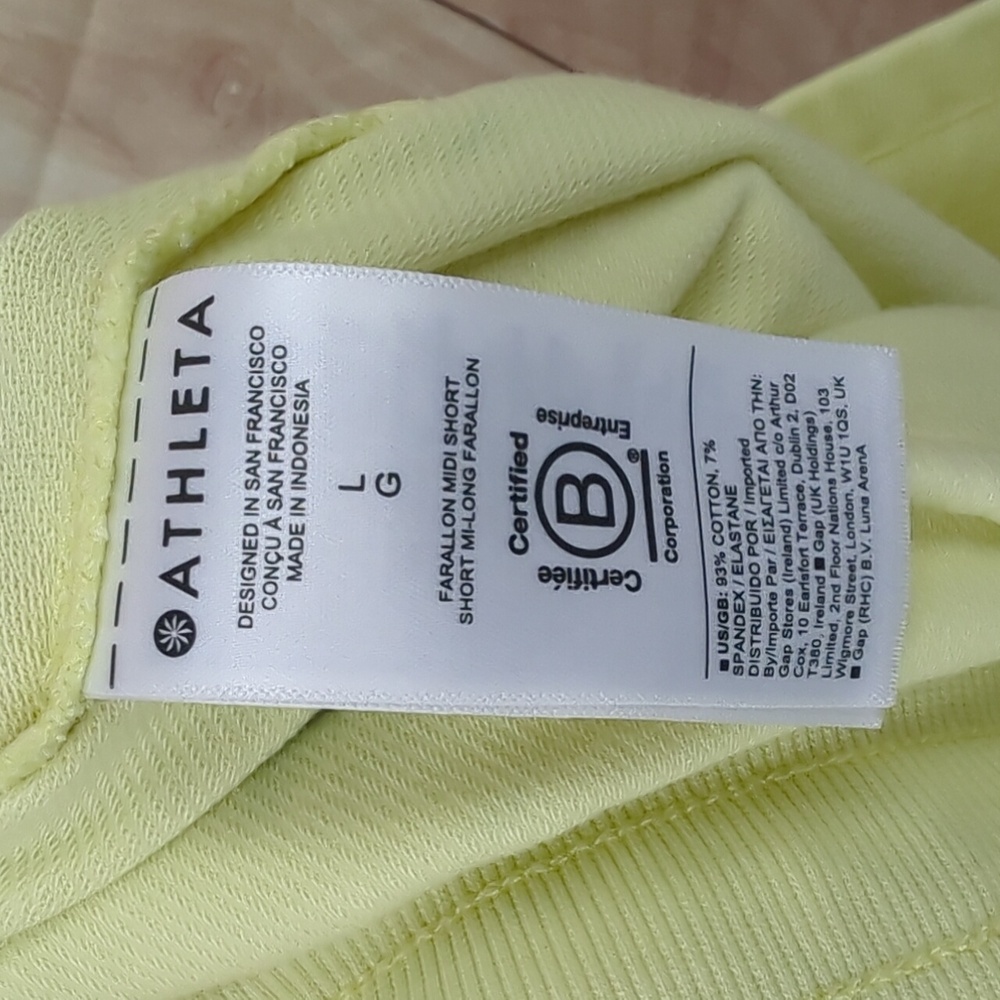 ATHLETA
DESIGNED IN SAN FRANCISCO
CONÇU À SAN FRANCISCO
MADE IN INDONESIA
L
G
FARALLON MIDI SHORT
SHORT MI-LONG FARALLON
Certified
Entreprise
B
®
Certifiée
Corporation
■ US/GB: 93% COTTON, 7%
SPANDEX / ELASTANE
DISTRIBUIDO POR / Imported
By/Importe Par / ΕΙΣΑΓΕΤΑΙ ΑΠΟ ΤΗΝ:
Gap Stores (Ireland) Limited c/o Arthur
Cox, 10 Earlsfort Terrace, Dublin 2, D02
T380, Ireland ■ Gap (UK Holdings)
Limited, 2nd Floor Nations House, 103
Wigmore Street, London, W1U 1QS, UK
■ Gap (RHC) B.V. Luna ArenA